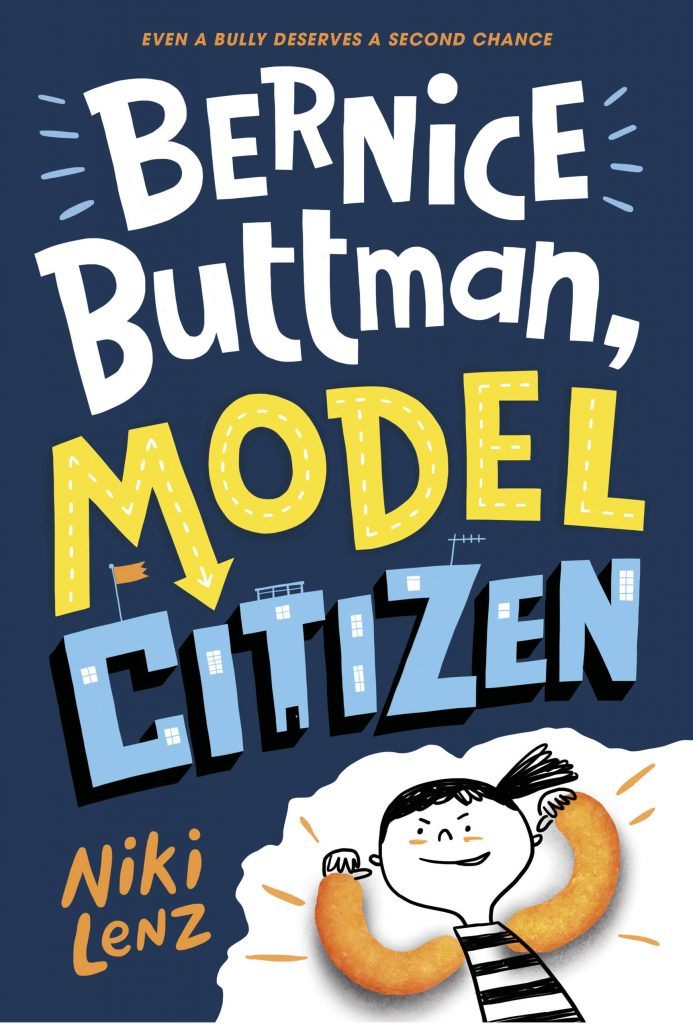 EVEN A BULLY DESERVES A SECOND CHANCE
BERNiCE
Buttman,
MODEL
CITIZEN
Niki
LENZ